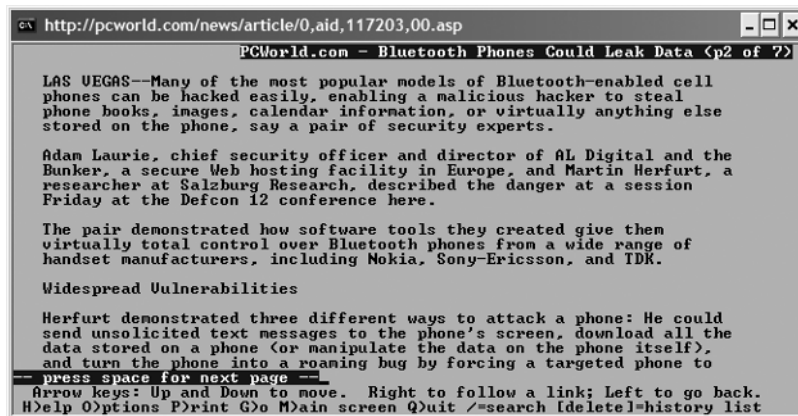 http://pcworld.com/news/article/0,aid,117203,00.asp
PCWorld.com - Bluetooth Phones Could Leak Data (p2 of 7)
LAS VEGAS--Many of the most popular models of Bluetooth-enabled cell
phones can be hacked easily, enabling a malicious hacker to steal
phone books, images, calendar information, or virtually anything else
stored on the phone, say a pair of security experts.
Adam Laurie, chief security officer and director of AL Digital and the
Bunker, a secure Web hosting facility in Europe, and Martin Herfurt, a
researcher at Salzburg Research, described the danger at a session
Friday at the Defcon 12 conference here.
The pair demonstrated how software tools they created give them
virtually total control over Bluetooth phones from a wide range of
handset manufacturers, including Nokia, Sony-Ericsson, and TDK.
Widespread Vulnerabilities
Herfurt demonstrated three different ways to attack a phone: He could
send unsolicited text messages to the phone's screen, download all the
data stored on a phone (or manipulate the data on the phone itself),
and turn the phone into a roaming bug by forcing a targeted phone to
-- press space for next page --
Arrow keys: Up and Down to move. Right to follow a link; Left to go back.
H)elp O)ptions P)rint G)o M)ain screen Q)uit /=search [delete]=history list